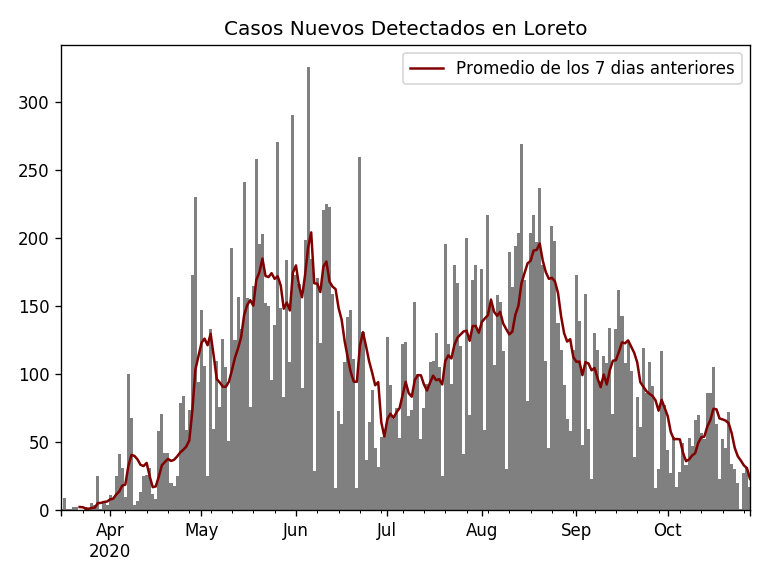 Casos Nuevos Detectados en Loreto
Promedio de los 7 dias anteriores
300
250
200
150
100
50
0
Apr May Jun Jul Aug Sep Oct
2020